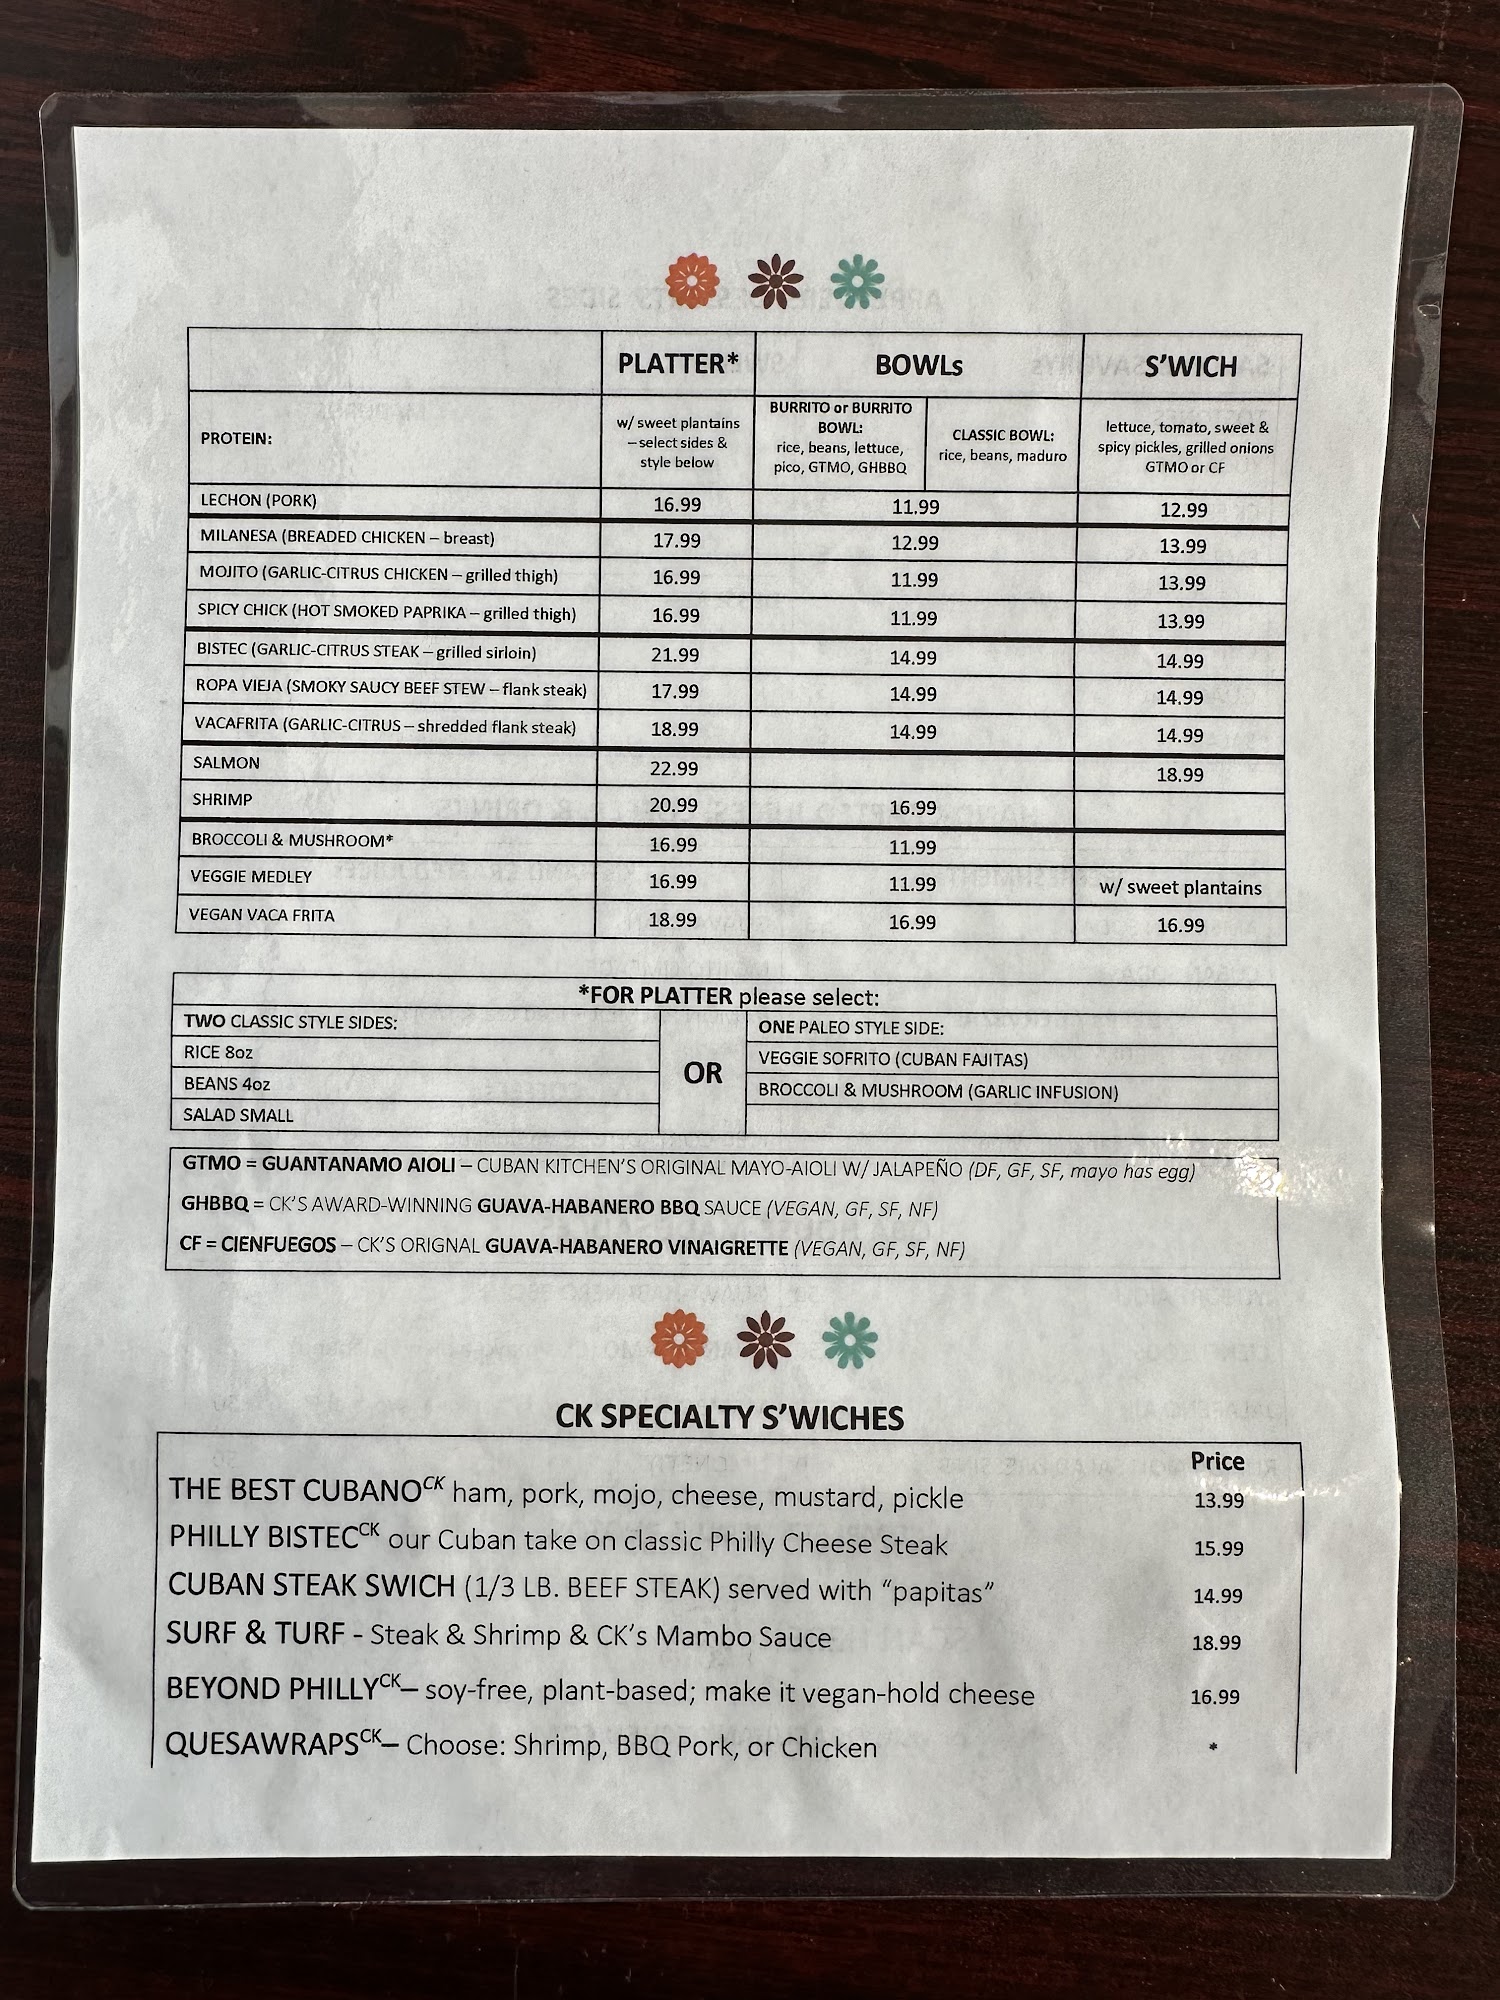 PLATTER* BOWLs S'WICH
PROTEIN: w/ sweet plantains –select sides & style below BURRITO or BURRITO BOWL: rice, beans, lettuce, pico, GTMO, GHBBQ CLASSIC BOWL: rice, beans, maduro lettuce, tomato, sweet & spicy pickles, grilled onions GTMO or CF
LECHON (PORK) 16.99 11.99 12.99
MILANESA (BREADED CHICKEN – breast) 17.99 12.99 13.99
MOJITO (GARLIC-CITRUS CHICKEN – grilled thigh) 16.99 11.99 13.99
SPICY CHICK (HOT SMOKED PAPRIKA – grilled thigh) 16.99 11.99 13.99
BISTEC (GARLIC-CITRUS STEAK – grilled sirloin) 21.99 14.99 14.99
ROPA VIEJA (SMOKY SAUCY BEEF STEW – flank steak) 17.99 14.99 14.99
VACAFRITA (GARLIC-CITRUS – shredded flank steak) 18.99 14.99 14.99
SALMON 22.99 18.99
SHRIMP 20.99 16.99
BROCCOLI & MUSHROOM* 16.99 11.99
VEGGIE MEDLEY 16.99 11.99 w/ sweet plantains
VEGAN VACA FRITA 18.99 16.99 16.99
*FOR PLATTER please select:
TWO CLASSIC STYLE SIDES:
RICE 8oz
BEANS 4oz
SALAD SMALL
OR
ONE PALEO STYLE SIDE:
VEGGIE SOFRITO (CUBAN FAJITAS)
BROCCOLI & MUSHROOM (GARLIC INFUSION)
GTMO = GUANTANAMO AIOLI – CUBAN KITCHEN'S ORIGINAL MAYO-AIOLI W/ JALAPEÑO (DF, GF, SF, mayo has egg)
GHBBQ = CK'S AWARD-WINNING GUAVA-HABANERO BBQ SAUCE (VEGAN, GF, SF, NF)
CF = CIENFUEGOS – CK'S ORIGNAL GUAVA-HABANERO VINAIGRETTE (VEGAN, GF, SF, NF)
CK SPECIALTY S'WICHES
Price
THE BEST CUBANO CK ham, pork, mojo, cheese, mustard, pickle 13.99
PHILLY BISTEC CK our Cuban take on classic Philly Cheese Steak 15.99
CUBAN STEAK SWICH (1/3 LB. BEEF STEAK) served with "papitas" 14.99
SURF & TURF - Steak & Shrimp & CK's Mambo Sauce 18.99
BEYOND PHILLY CK– soy-free, plant-based; make it vegan-hold cheese 16.99
QUESAWRAPS CK– Choose: Shrimp, BBQ Pork, or Chicken *